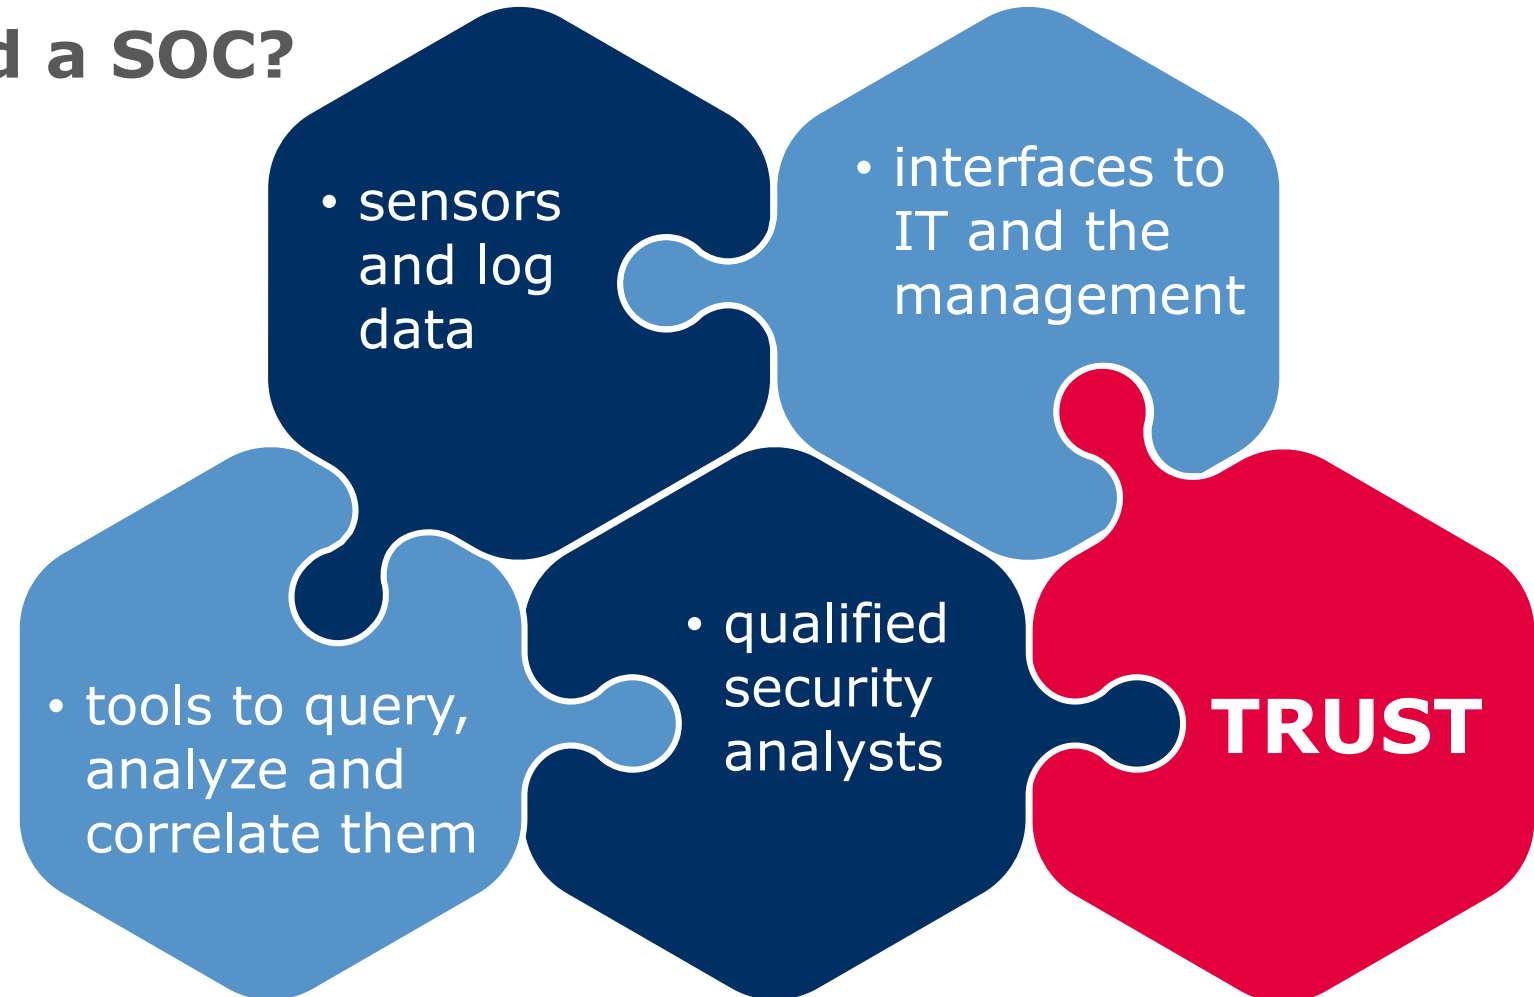 d a SOC?
• sensors
and log
data
• interfaces to
IT and the
management
• tools to query,
analyze and
correlate them
• qualified
security
analysts
TRUST